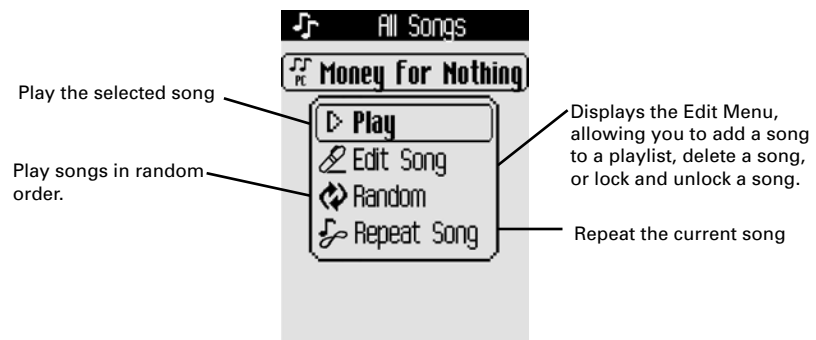 All Songs
PC Money For Nothing
Play the selected song
Play songs in random
order.
Play
Edit Song
Random
Repeat Song
Displays the Edit Menu,
allowing you to add a song
to a playlist, delete a song,
or lock and unlock a song.
Repeat the current song